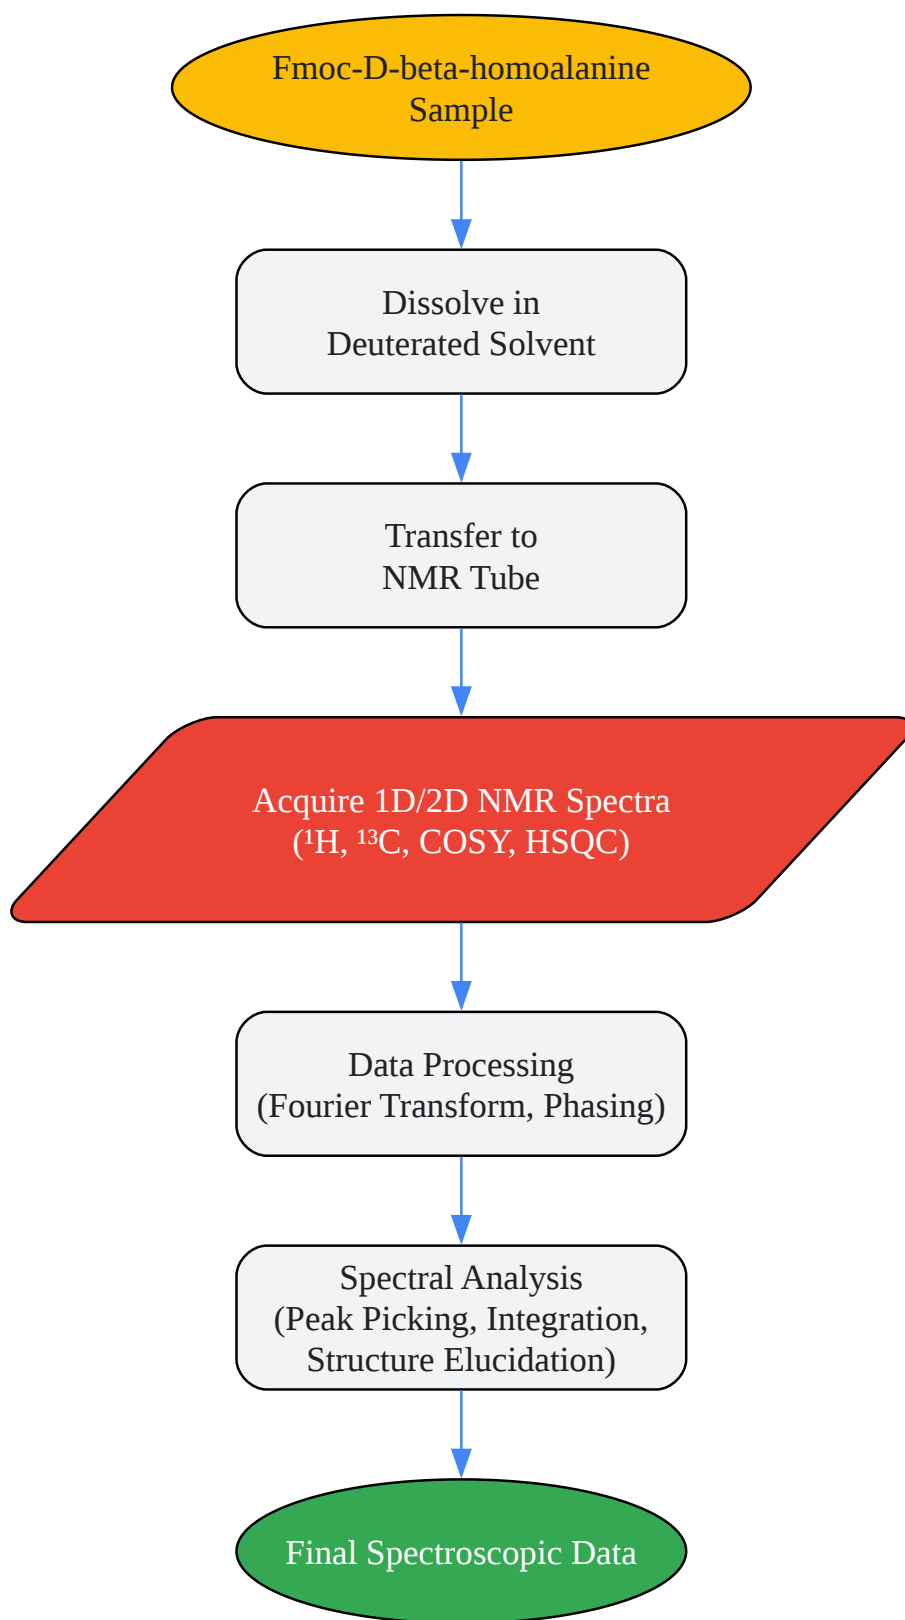 Fmoc-D-beta-homoalanine
Sample
Dissolve in
Deuterated Solvent
Transfer to
NMR Tube
Acquire 1D/2D NMR Spectra
(¹H, ¹³C, COSY, HSQC)
Data Processing
(Fourier Transform, Phasing)
Spectral Analysis
(Peak Picking, Integration,
Structure Elucidation)
Final Spectroscopic Data